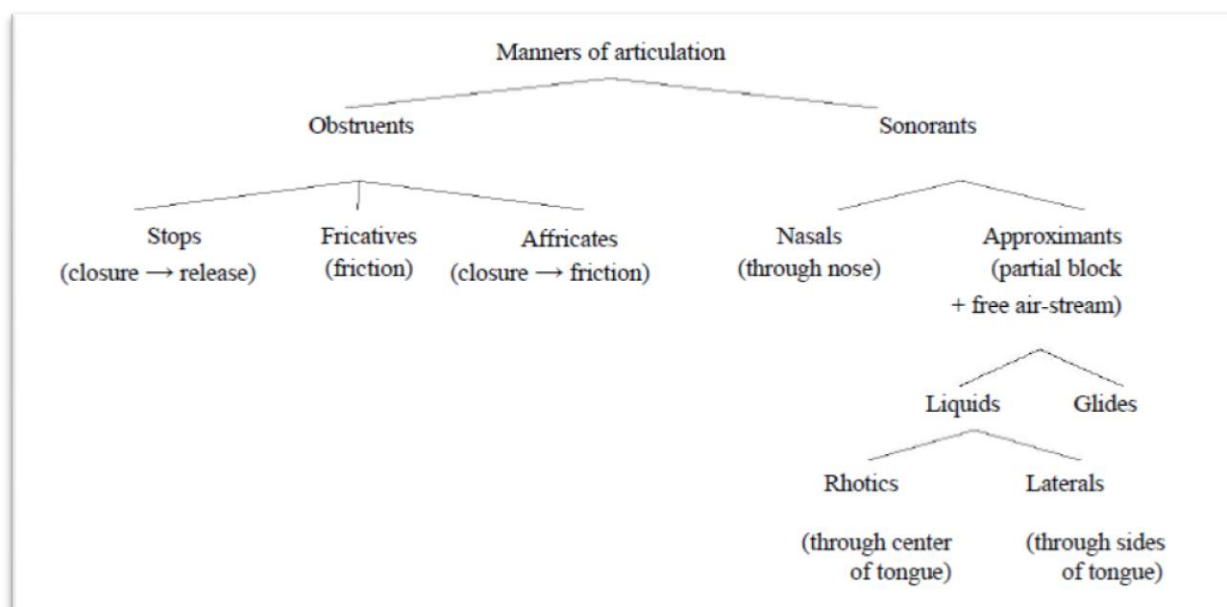 Manners of articulation
Obstruents Sonorants
Stops Fricatives Affricates Nasals Approximants
(closure → release) (friction) (closure → friction) (through nose) (partial block
+ free air-stream)
Liquids Glides
Rhotics Laterals
(through center (through sides
of tongue) of tongue)